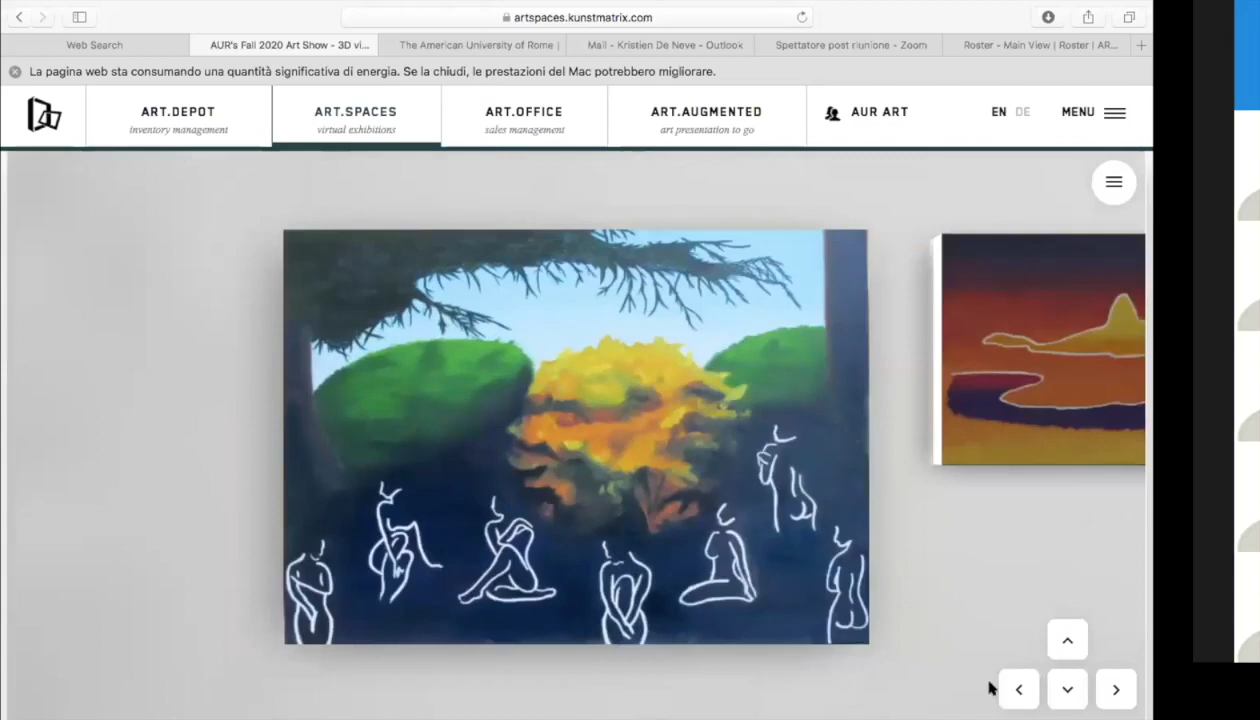 artspaces.kunstmatrix.com
Web Search
AUR's Fall 2020 Art Show - 3D vi...
The American University of Rome |
Mail - Kristien De Neve - Outlook
Spettatore post riunione - Zoom
Roster - Main View | Roster | AR...
La pagina web sta consumando una quantità significativa di energia. Se la chiudi, le prestazioni del Mac potrebbero migliorare.
ART.DEPOT
inventory management
ART.SPACES
virtual exhibitions
ART.OFFICE
sales management
ART.AUGMENTED
art presentation to go
AUR ART
EN DE
MENU